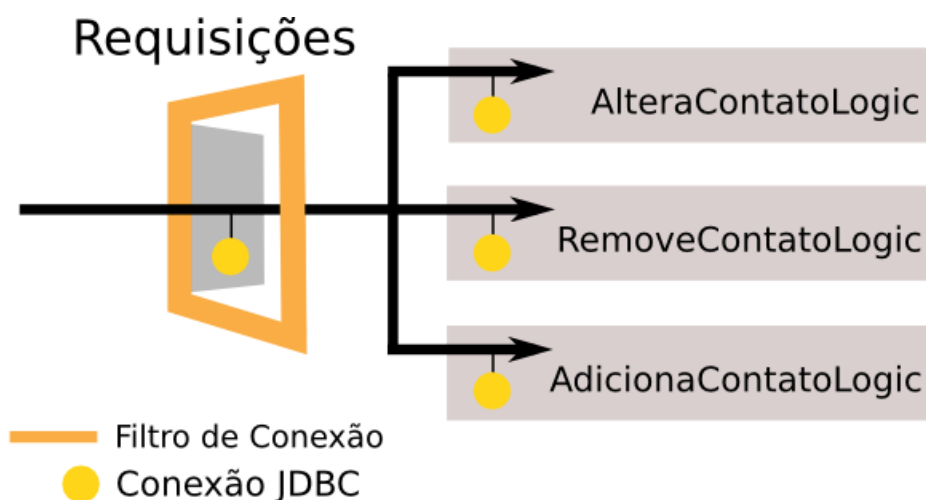 Requisições
AlteraContatoLogic
RemoveContatoLogic
AdicionaContatoLogic
Filtro de Conexão
Conexão JDBC